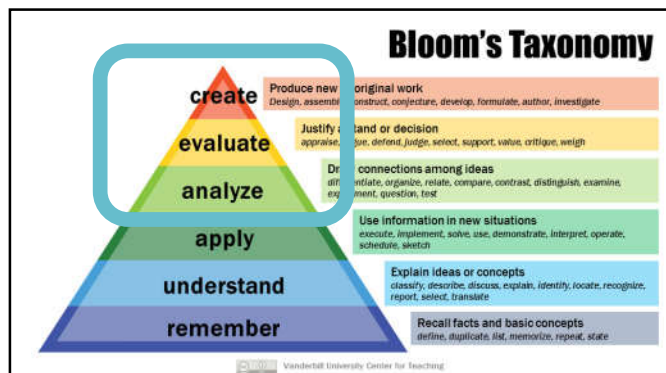 Bloom's Taxonomy
create
Produce new original work
Design, construct, conjecture, develop, formulate, author, investigate
evaluate
Justify a stand or decision
appraise, defend, judge, select, support, value, critique, weigh
analyze
connections among ideas
differentiate, organize, relate, compare, contrast, distinguish, examine,
question, test
apply
Use information in new situations
execute, implement, solve, use, demonstrate, interpret, operate,
schedule, sketch
understand
Explain ideas or concepts
classify, describe, discuss, explain, identify, locate, recognize,
report, select, translate
remember
Recall facts and basic concepts
define, duplicate, list, memorize, repeat, state
Vanderbilt University Center for Teaching